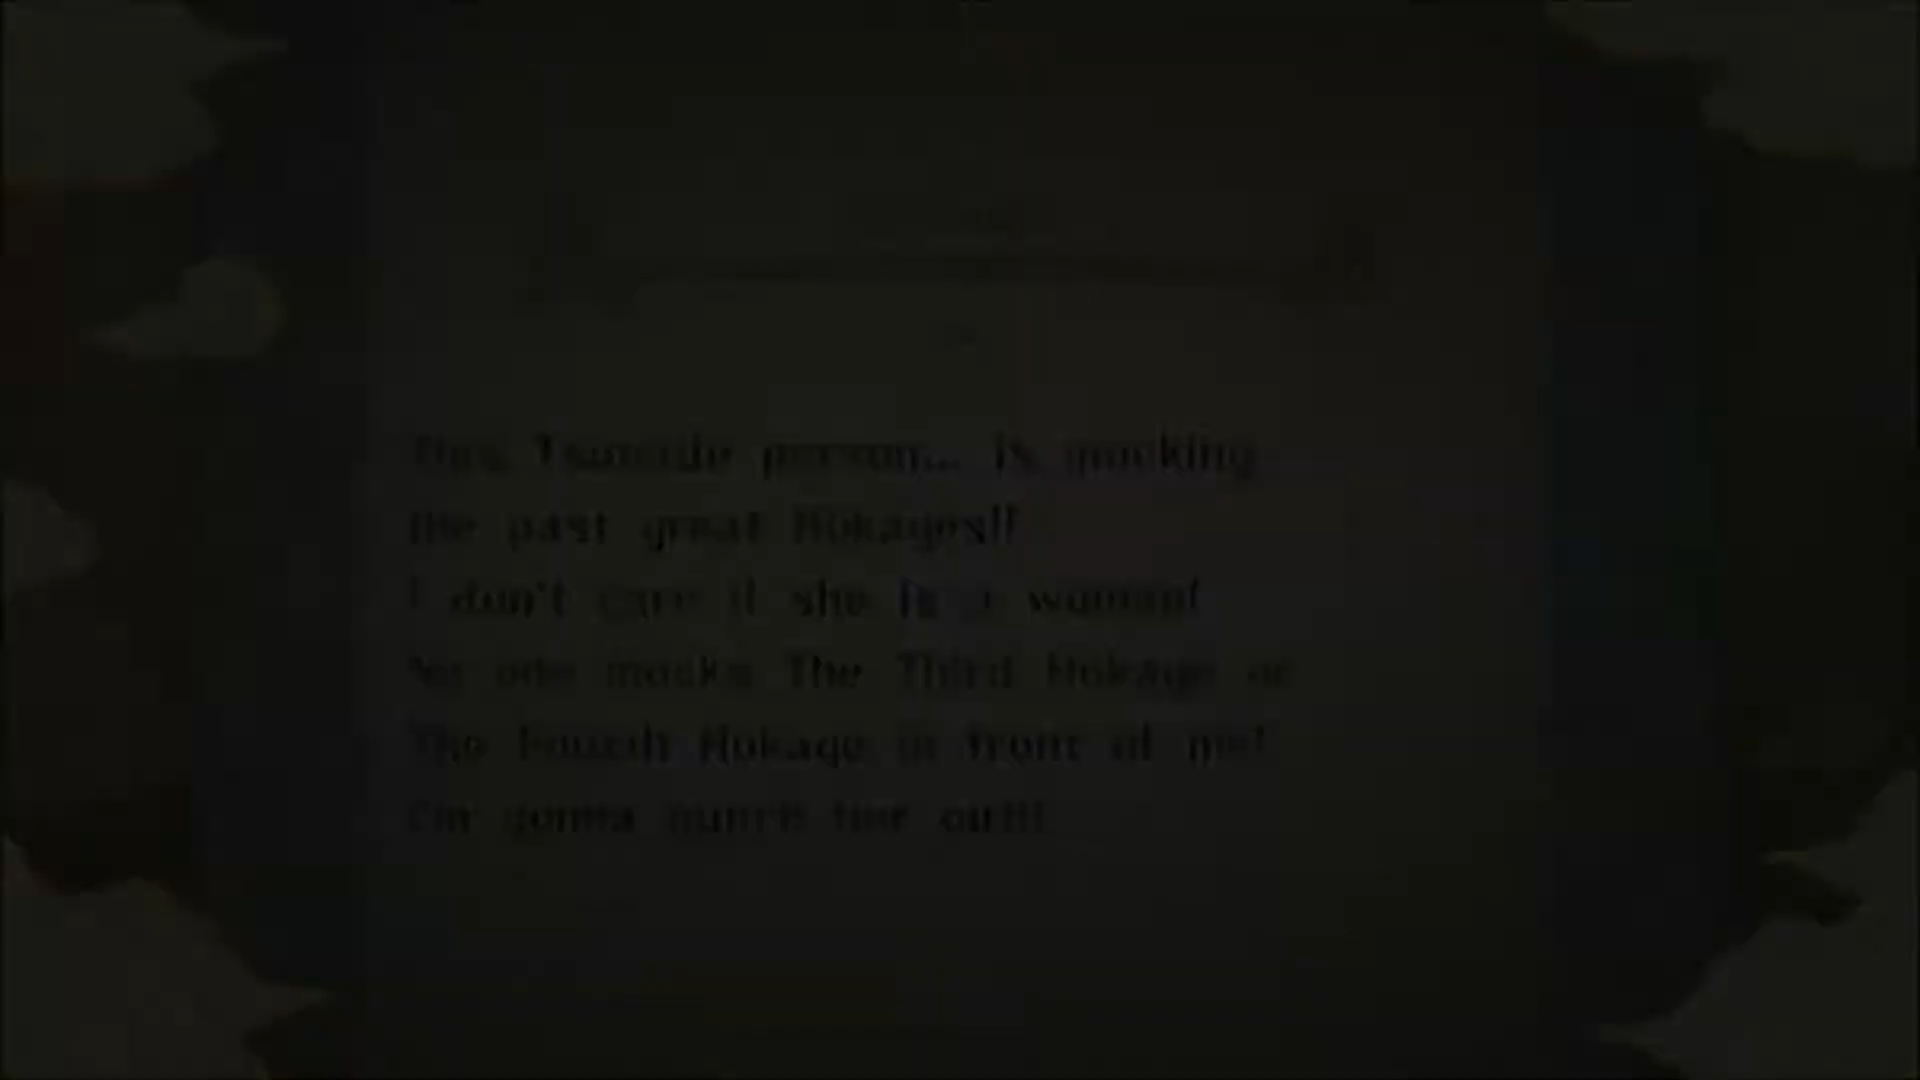 This Tsunade person... is mocking
the past great Hokages!!
I don't care if she is a woman!
No one mocks The Third Hokage or
The Fourth Hokage in front of me!
I'm gonna punch her out!!!